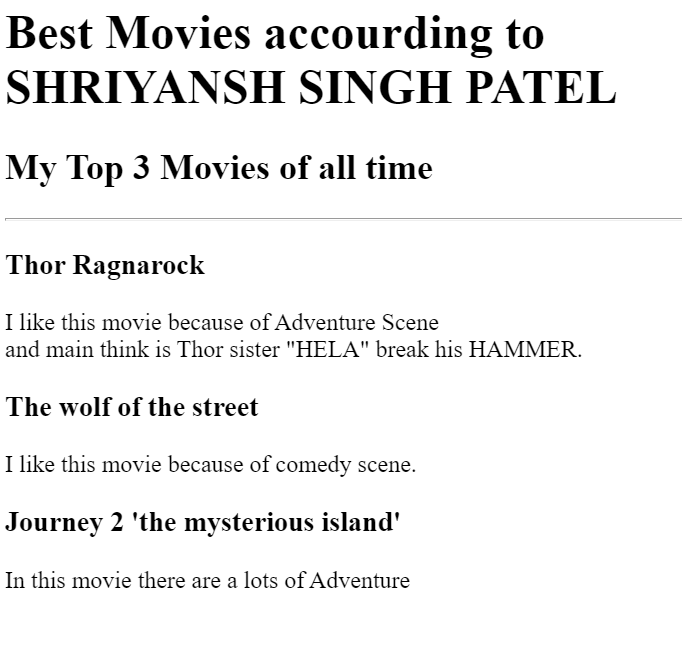 Best Movies accourding to
SHRIYANSH SINGH PATEL
My Top 3 Movies of all time
Thor Ragnarock
I like this movie because of Adventure Scene
and main think is Thor sister "HELA" break his HAMMER.
The wolf of the street
I like this movie because of comedy scene.
Journey 2 'the mysterious island'
In this movie there are a lots of Adventure